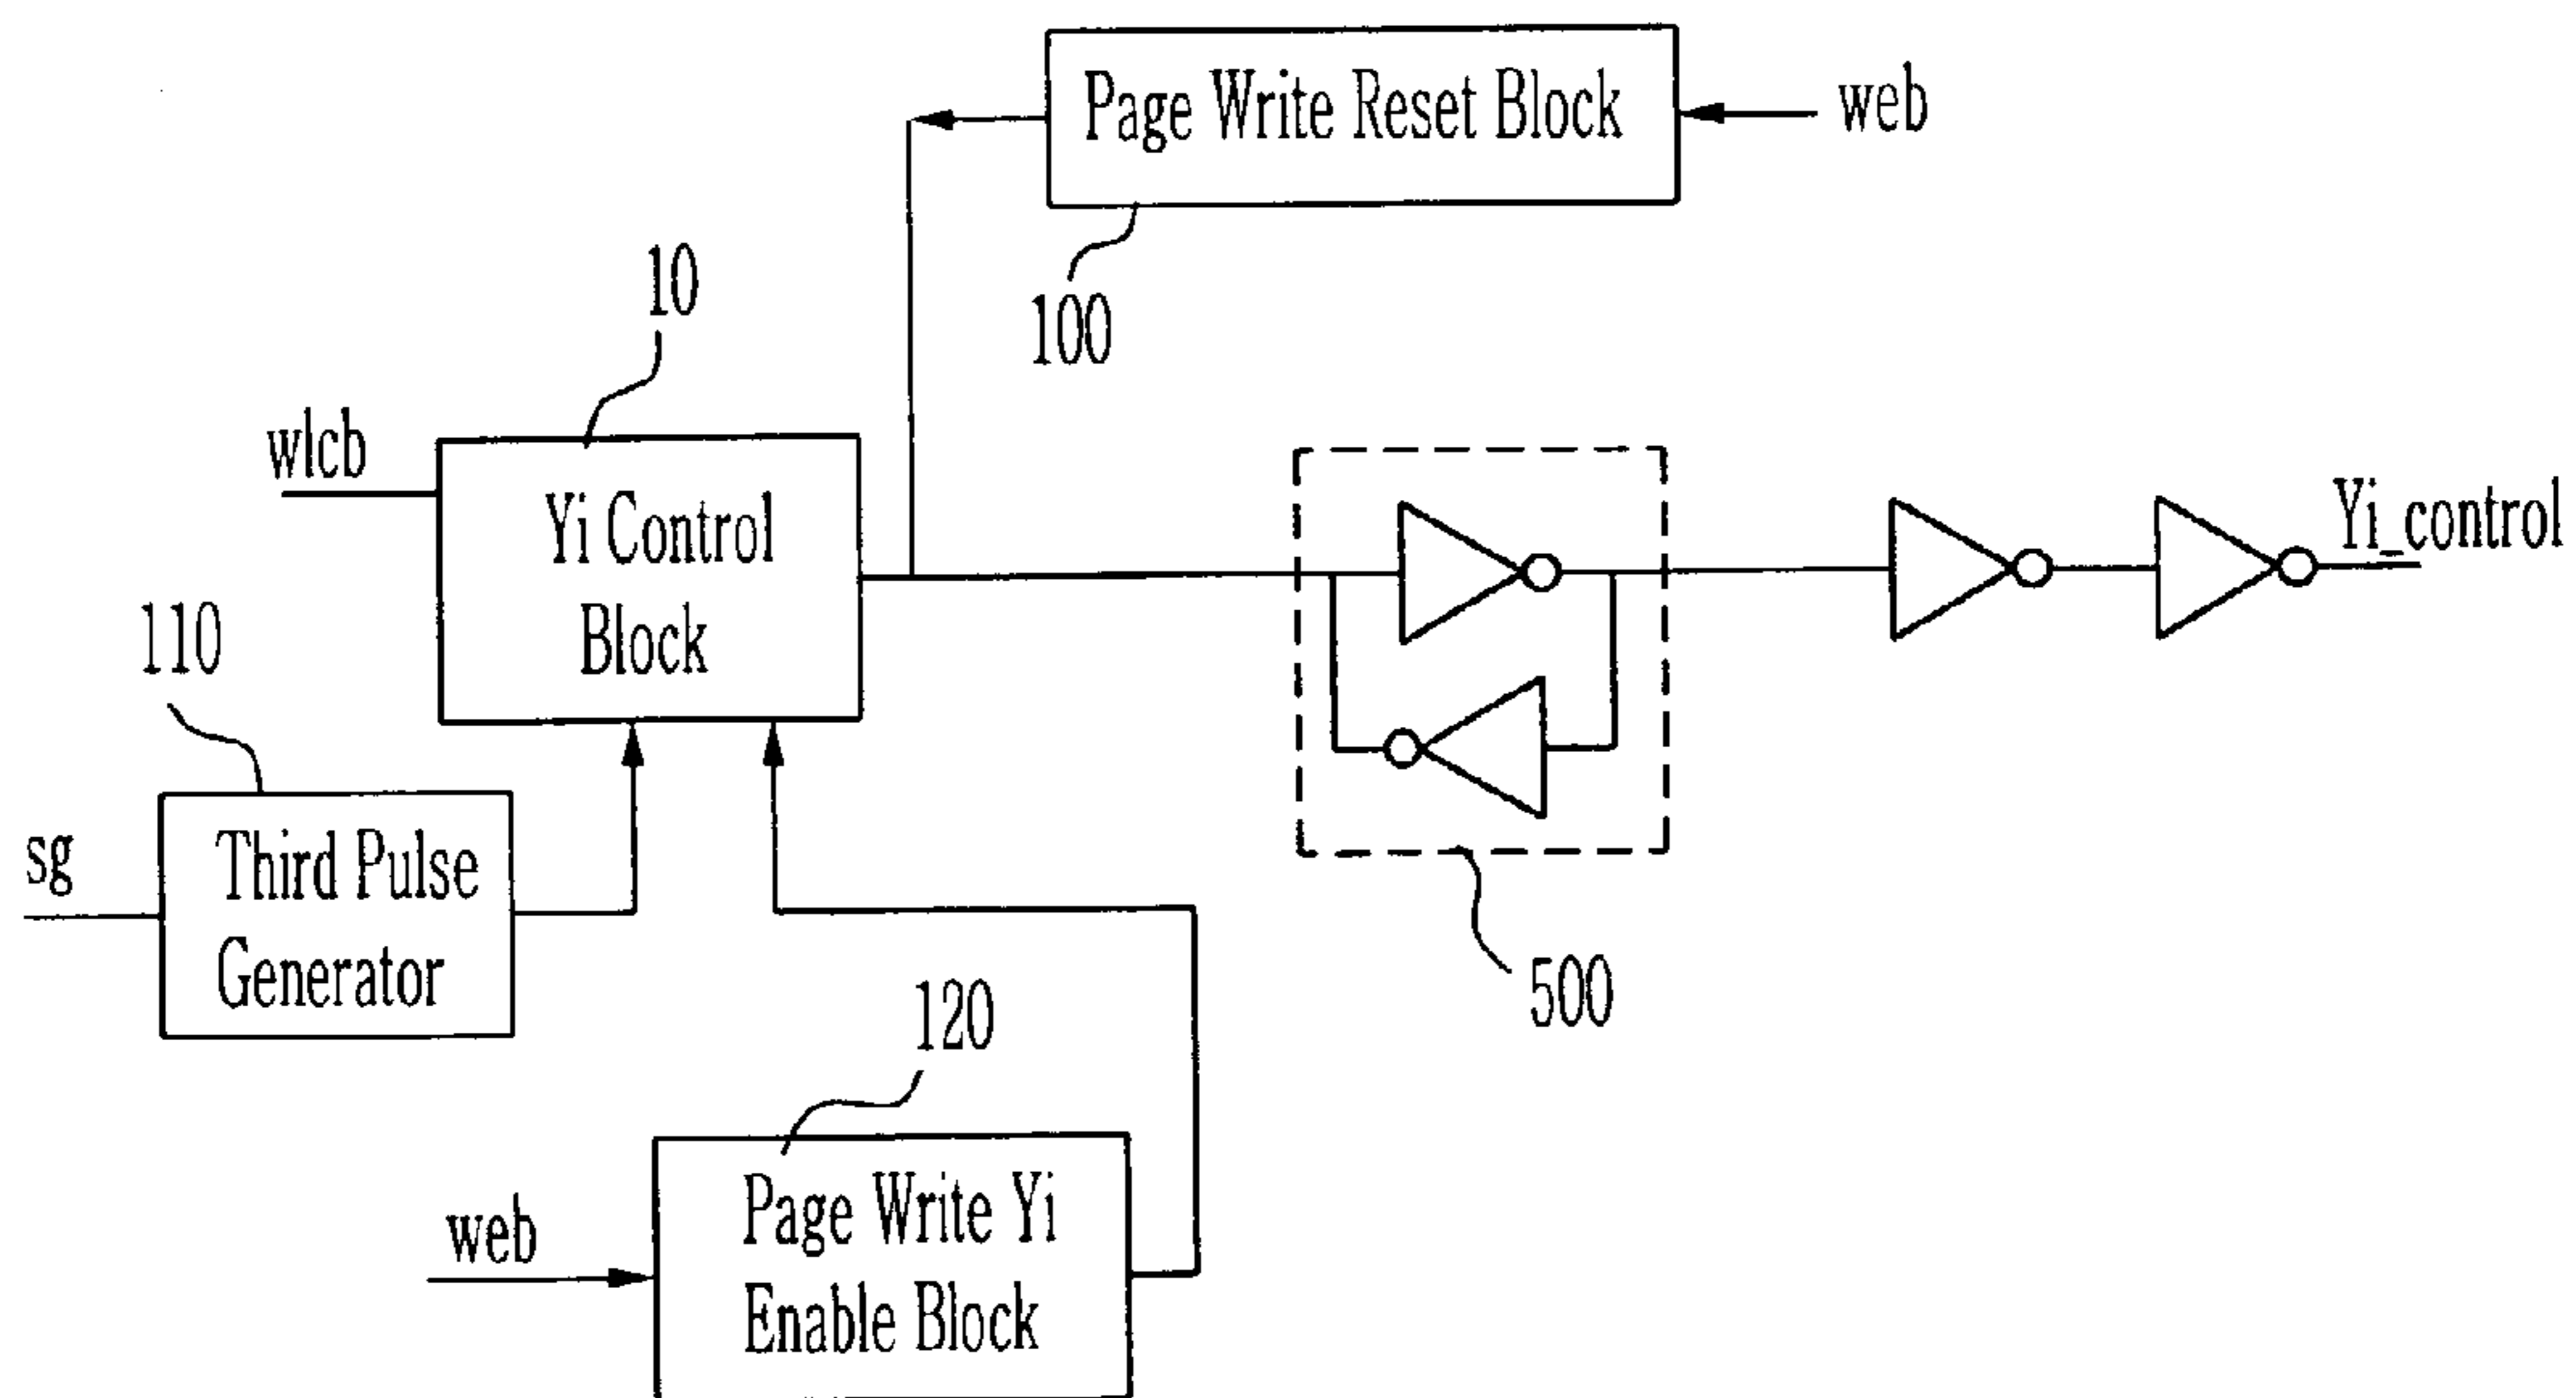 Page Write Reset Block
web
100
10
wlcb
Yi Control
Block
Yi_control
110
sg
Third Pulse
Generator
500
120
web
Page Write Yi
Enable Block